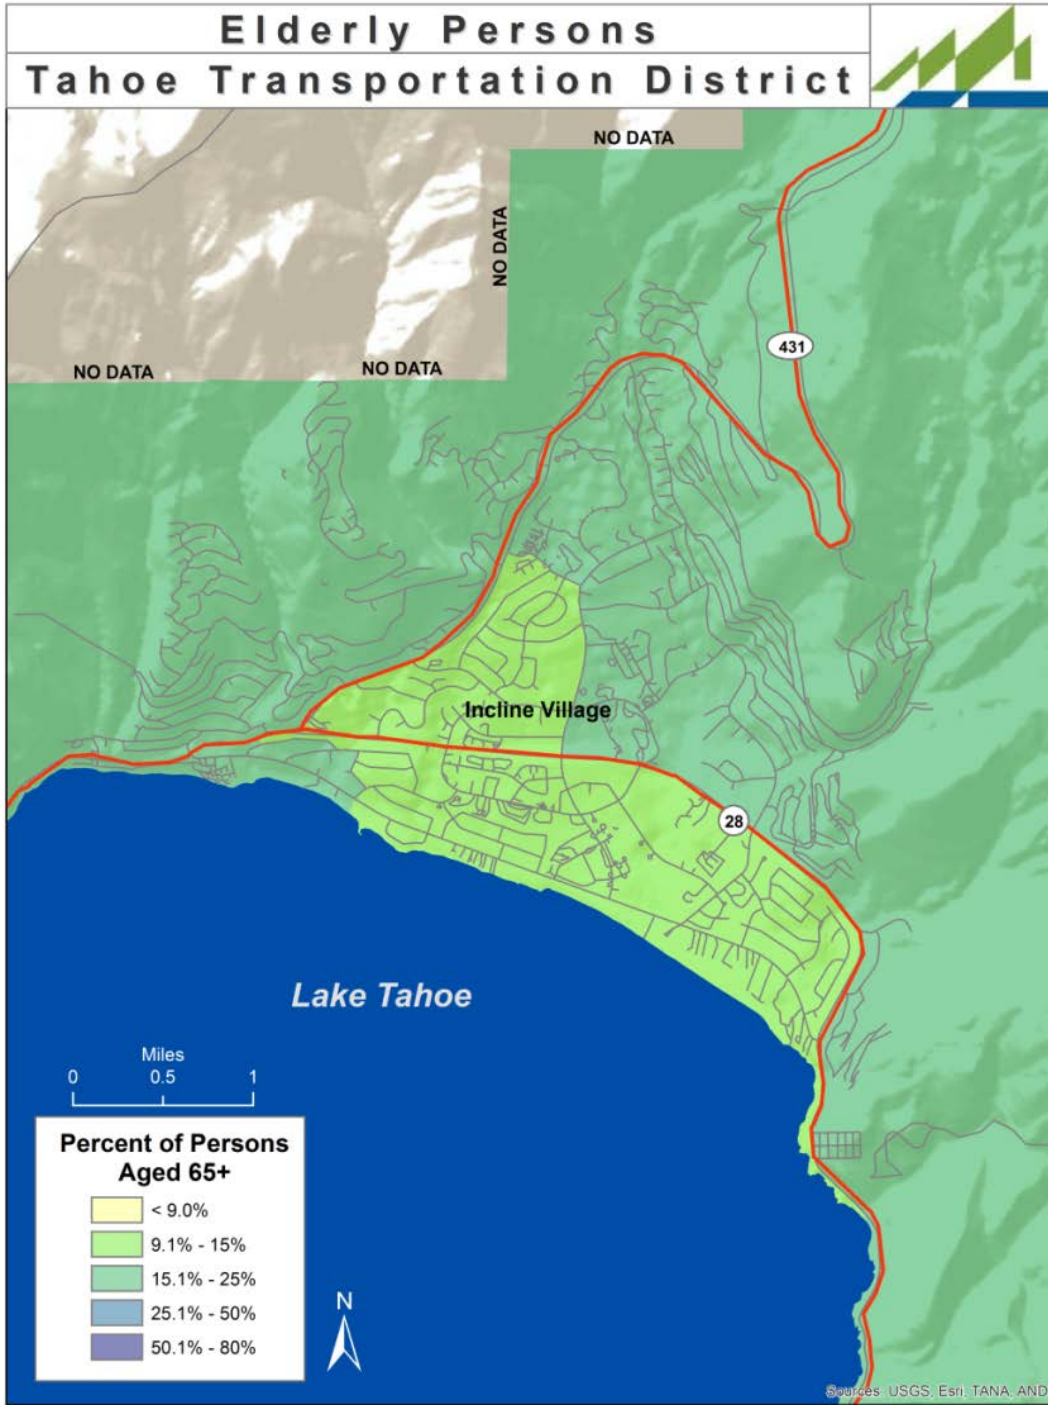 Elderly Persons
Tahoe Transportation District
NO DATA
NO DATA
NO DATA
NO DATA
431
Incline Village
28
Lake Tahoe
Miles
0 0.5 1
Percent of Persons
Aged 65+
< 9.0%
9.1% - 15%
15.1% - 25%
25.1% - 50%
50.1% - 80%
N
Sources: USGS, Esri, TANA, AND